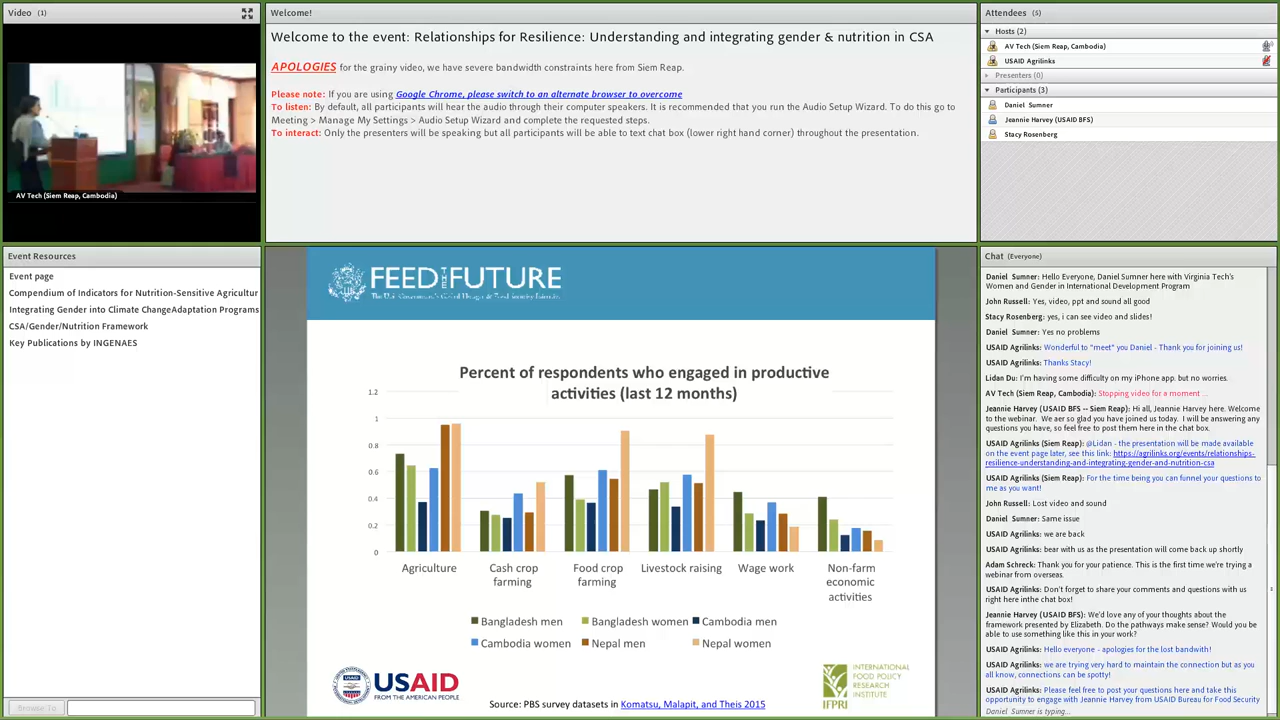 Video (1)
AV Tech (Siem Reap, Cambodia)
Welcome!
Welcome to the event: Relationships for Resilience: Understanding and integrating gender & nutrition in CSA
APOLOGIES for the grainy video, we have severe bandwidth constraints here from Siem Reap.
Please note: If you are using Google Chrome, please switch to an alternate browser to overcome
To listen: By default, all participants will hear the audio through their computer speakers. It is recommended that you run the Audio Setup Wizard. To do this go to
Meeting > Manage My Settings > Audio Setup Wizard and complete the requested steps.
To interact: Only the presenters will be speaking but all participants will be able to text chat box (lower right hand corner) throughout the presentation.
Attendees (5)
Hosts (2)
AV Tech (Siem Reap, Cambodia)
USAID Agrilinks
Presenters (0)
Participants (3)
Daniel Sumner
Jeannie Harvey (USAID BFS)
Stacy Rosenberg
Event Resources
Event page
Compendium of Indicators for Nutrition-Sensitive Agricultur
Integrating Gender into Climate ChangeAdaptation Programs
CSA/Gender/Nutrition Framework
Key Publications by INGENAES
Browse To
FEED THE FUTURE
The U.S. Government's Global Hunger & Food Security Initiative
Percent of respondents who engaged in productive
activities (last 12 months)
1.2
1
0.8
0.6
0.4
0.2
0
Agriculture
Cash crop
farming
Food crop
farming
Livestock raising
Wage work
Non-farm
economic
activities
Bangladesh men
Bangladesh women
Cambodia men
Cambodia women
Nepal men
Nepal women
USAID
FROM THE AMERICAN PEOPLE
INTERNATIONAL
FOOD POLICY
RESEARCH
INSTITUTE
IFPRI
Source: PBS survey datasets in Komatsu, Malapit, and Theis 2015
Chat (Everyone)
Daniel Sumner: Hello Everyone, Daniel Sumner here with Virginia Tech's
Women and Gender in International Development Program
John Russell: Yes, video, ppt and sound all good
Stacy Rosenberg: yes, i can see video and slides!
Daniel Sumner: Yes no problems
USAID Agrilinks: Wonderful to "meet" you Daniel - Thank you for joining us!
USAID Agrilinks: Thanks Stacy!
Lidan Du: I'm having some difficulty on my iPhone app. but no worries.
AV Tech (Siem Reap, Cambodia): Stopping video for a moment ...
Jeannie Harvey (USAID BFS -- Siem Reap): Hi all, Jeannie Harvey here. Welcome
to the webinar. We aer so glad you have joined us today. I will be answering any
questions you have, so feel free to post them here in the chat box.
USAID Agrilinks (Siem Reap): @Lidan - the presentation will be made available
on the event page later, see this link: https://agrilinks.org/events/relationships-
resilience-understanding-and-integrating-gender-and-nutrition-csa
USAID Agrilinks (Siem Reap): For the time being you can funnel your questions to
me as you want!
John Russell: Lost video and sound
Daniel Sumner: Same issue
USAID Agrilinks: we are back
USAID Agrilinks: bear with us as the presentation will come back up shortly
Adam Schreck: Thank you for your patience. This is the first time we're trying a
webinar from overseas.
USAID Agrilinks: Don't forget to share your comments and questions with us
right here inthe chat box!
Jeannie Harvey (USAID BFS): We'd love any of your thoughts about the
framework presented by Elizabeth. Do the pathways make sense? Would you be
able to use something like this in your work?
USAID Agrilinks: Hello everyone - apologies for the lost bandwith!
USAID Agrilinks: we are trying very hard to maintain the connection but as you
all know, connections can be spotty!
USAID Agrilinks: Please feel free to post your questions here and take this
opportunity to engage with Jeannie Harvey from USAID Bureau for Food Security
Daniel Sumner is typing...